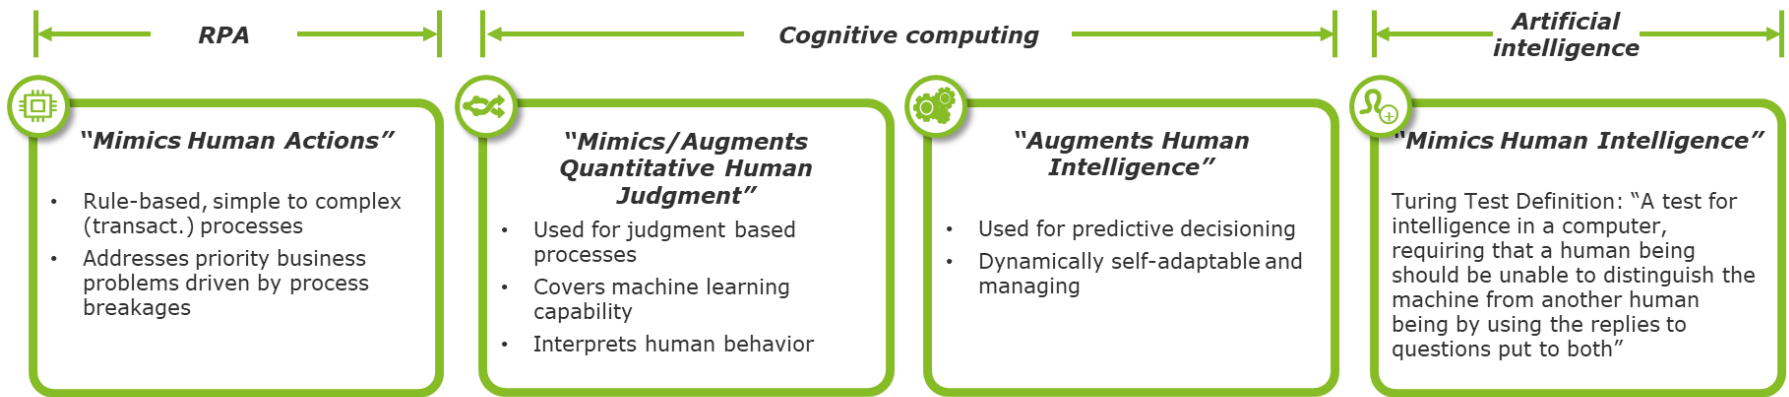 RPA
Cognitive computing
Artificial
intelligence
“Mimics Human Actions”
• Rule-based, simple to complex
(transact.) processes
• Addresses priority business
problems driven by process
breakages
“Mimics/Augments
Quantitative Human
Judgment”
• Used for judgment based
processes
• Covers machine learning
capability
• Interprets human behavior
“Augments Human
Intelligence”
• Used for predictive decisioning
• Dynamically self-adaptable and
managing
“Mimics Human Intelligence”
Turing Test Definition: “A test for
intelligence in a computer,
requiring that a human being
should be unable to distinguish the
machine from another human
being by using the replies to
questions put to both”